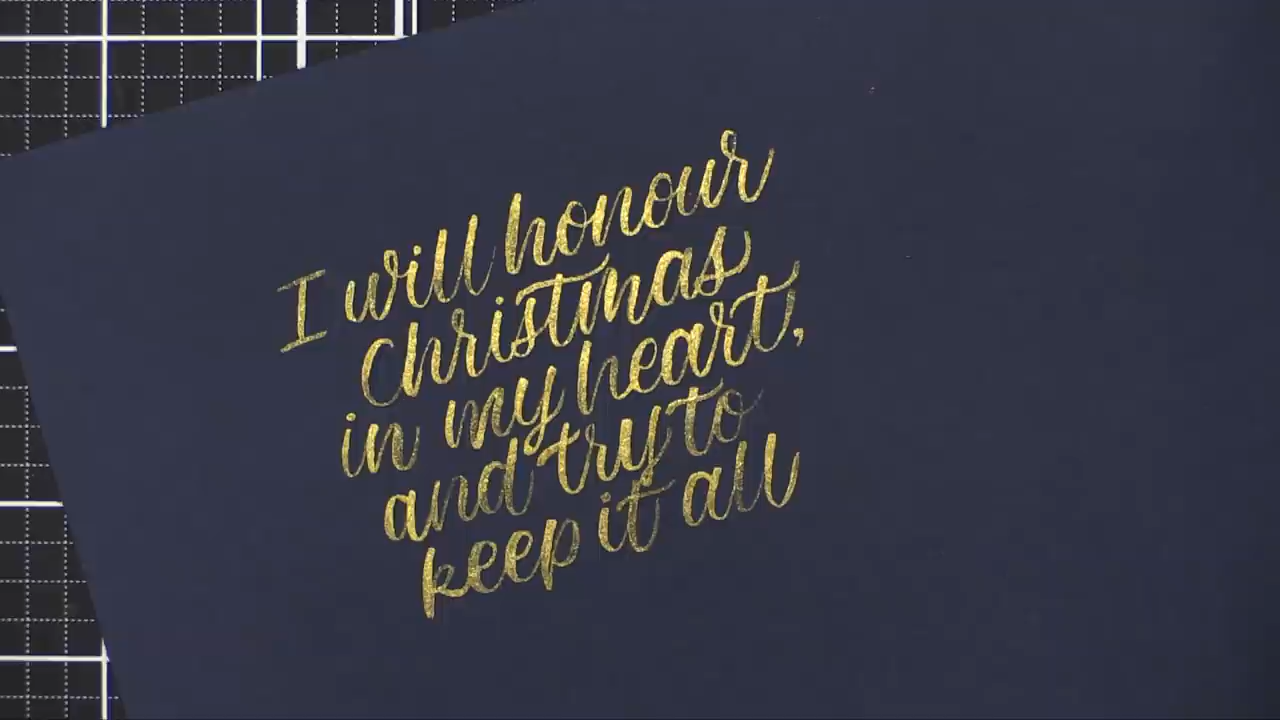 I will honour
Christmas
in my heart,
and try to
keep it all